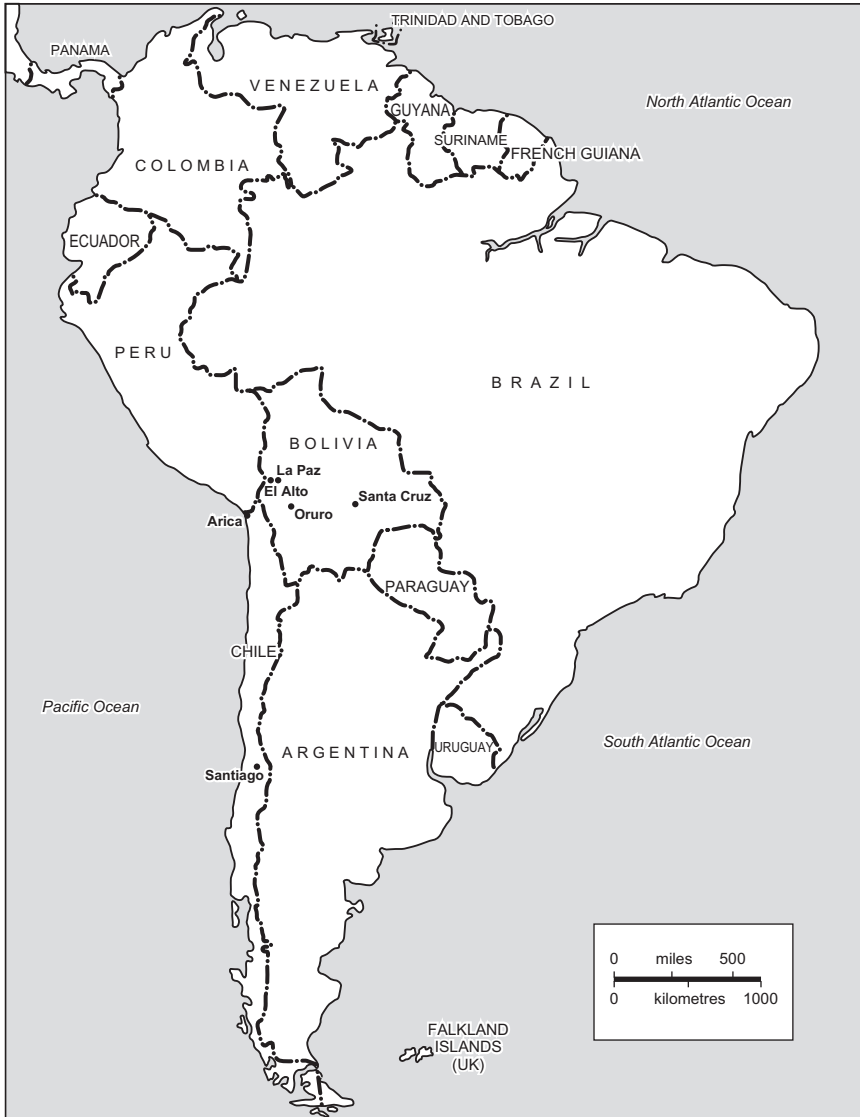 TRINIDAD AND TOBAGO
PANAMA
VENEZUELA
GUYANA
North Atlantic Ocean
SURINAME
FRENCH GUIANA
COLOMBIA
ECUADOR
PERU
BRAZIL
BOLIVIA
La Paz
El Alto
Santa Cruz
Oruro
Arica
PARAGUAY
CHILE
Pacific Ocean
South Atlantic Ocean
ARGENTINA
URUGUAY
Santiago
0 miles 500
0 kilometres 1000
FALKLAND
ISLANDS
(UK)